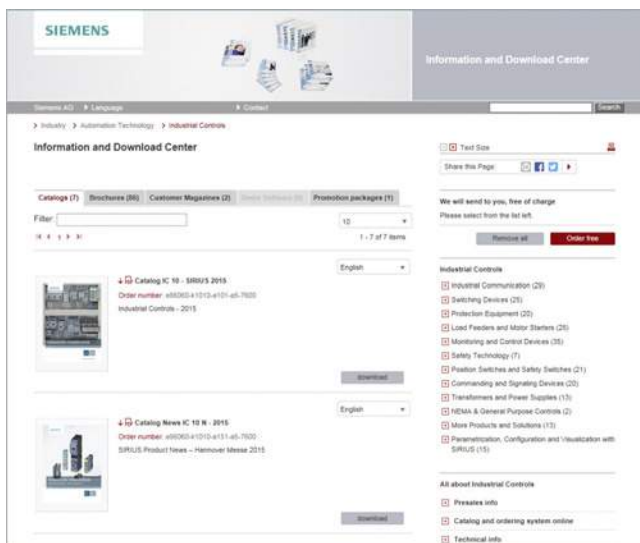 SIEMENS
Information and Download Center
Siemens AG Language Contact Search
Industry Automation Technology Industrial Controls
Information and Download Center
Text Size
Share this Page
Catalogs (7) Brochures (86) Customer Magazines (2) Promotion packages (1)
We will send to you, free of charge
Please select from the list left.
Filter:
10
1 - 7 of 7 items
Remove all Order free
English
Catalog IC 10 - SIRIUS 2015
Order number:
Industrial Controls - 2015
download
Industrial Controls
Industrial Communication (29)
Switching Devices (25)
Protection Equipment (20)
Load Feeders and Motor Starters (28)
Monitoring and Control Devices (35)
Safety Technology (7)
Position Switches and Safety Switches (21)
Commanding and Signaling Devices (20)
Transformers and Power Supplies (13)
NEMA & General Purpose Controls (2)
More Products and Solutions (13)
Parametrization, Configuration and Visualization with
SIRIUS (15)
English
Catalog News IC 10 N - 2015
Order number:
SIRIUS Product News – Hannover Messe 2015
download
All about Industrial Controls
Presales info
Catalog and ordering system online
Technical info